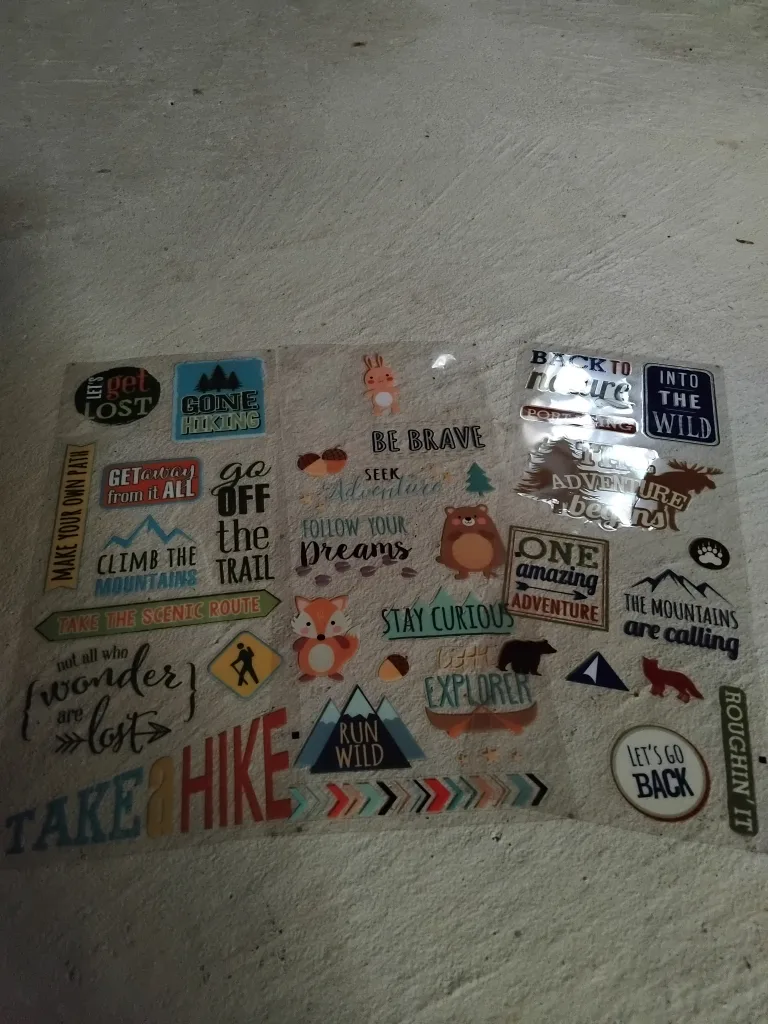 LET'S get
LOST
GONE
HIKING
MAKE YOUR OWN PATH
GET away
from it ALL
go
OFF
the
TRAIL
CLIMB THE
MOUNTAINS
TAKE THE SCENIC ROUTE
not all who
wonder
are
lost
TAKE a HIKE
BE BRAVE
SEEK
Adventure
FOLLOW YOUR
Dreams
STAY CURIOUS
EXPLORER
RUN
WILD
BACK TO
nature
INTO
THE
WILD
ADVENTURE
begins
ONE
amazing
ADVENTURE
THE MOUNTAINS
are calling
LET'S GO
BACK
ROUGHIN' IT